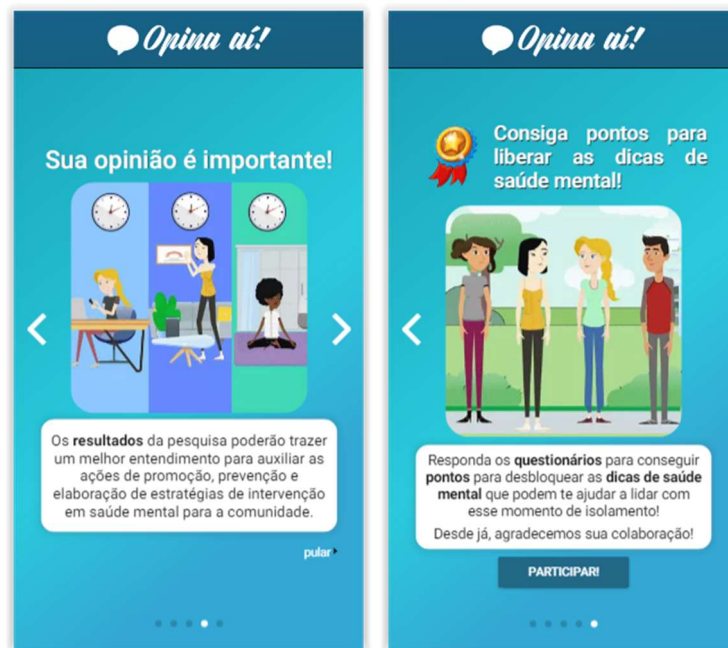 Opina aí!
Sua opinião é importante!
Os resultados da pesquisa poderão trazer
um melhor entendimento para auxiliar as
ações de promoção, prevenção e
elaboração de estratégias de intervenção
em saúde mental para a comunidade.
pular
Opina aí!
Consiga pontos para
liberar as dicas de
saúde mental!
Responda os questionários para conseguir
pontos para desbloquear as dicas de saúde
mental que podem te ajudar a lidar com
esse momento de isolamento!
Desde já, agradecemos sua colaboração!
PARTICIPAR!